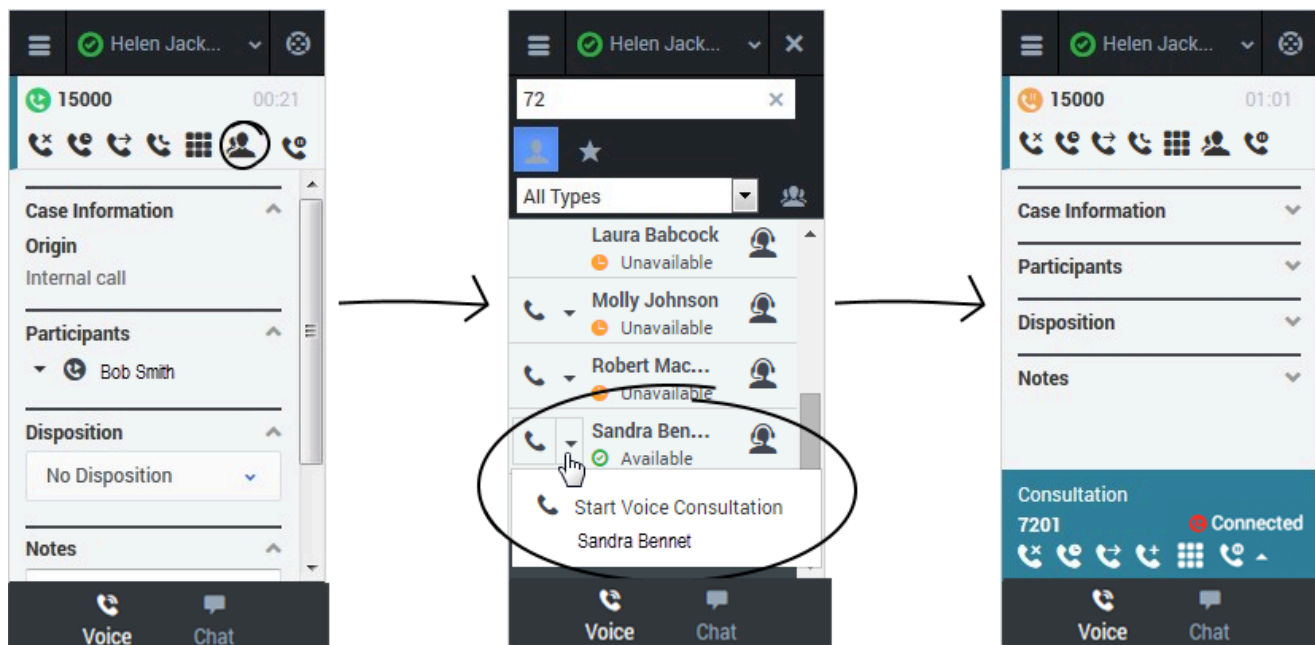 Helen Jack...
15000 00:21
Case Information
Origin
Internal call
Participants
Bob Smith
Disposition
No Disposition
Notes
Voice Chat
Helen Jack...
72
All Types
Laura Babcock
Unavailable
Molly Johnson
Unavailable
Robert Mac...
Unavailable
Sandra Ben...
Available
Start Voice Consultation
Sandra Bennet
Voice Chat
Helen Jack...
15000 01:01
Case Information
Participants
Disposition
Notes
Consultation
7201 Connected
Voice Chat